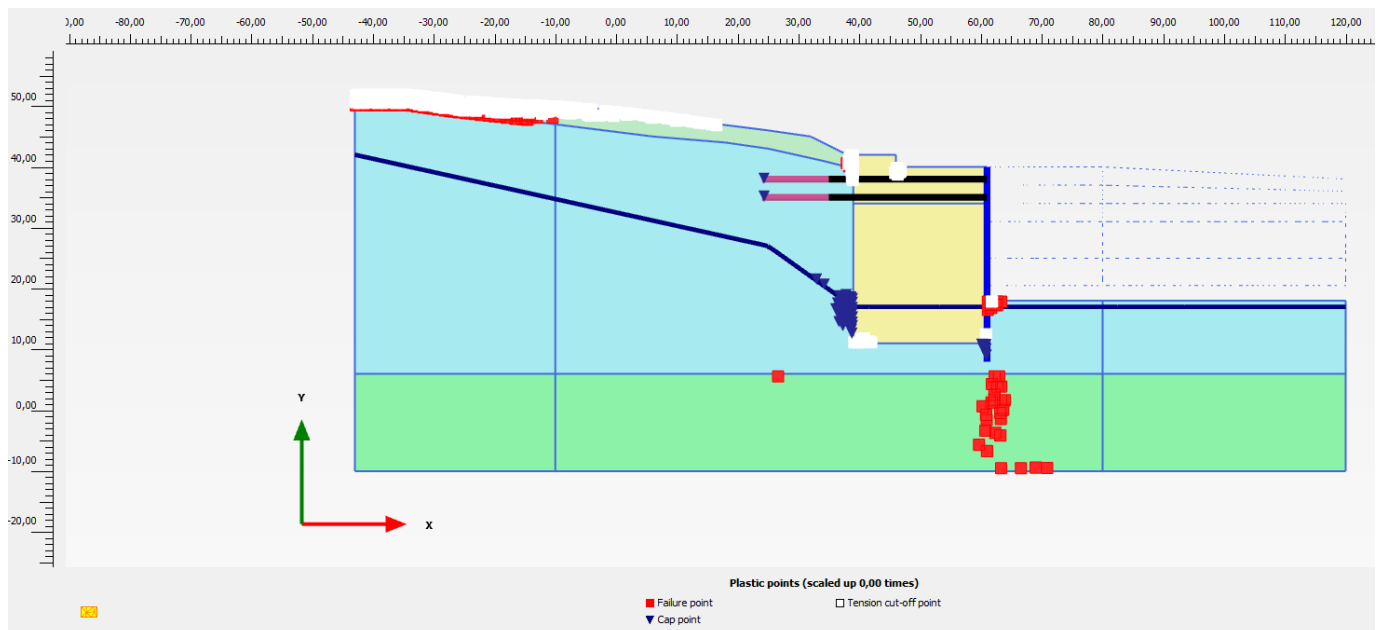 ),00 -80,00 -70,00 -60,00 -50,00 -40,00 -30,00 -20,00 -10,00 0,00 10,00 20,00 30,00 40,00 50,00 60,00 70,00 80,00 90,00 100,00 110,00 120,00
50,00
40,00
30,00
20,00
10,00
0,00
-10,00
-20,00
Y
X
Plastic points (scaled up 0,00 times)
Failure point Tension cut-off point
Cap point